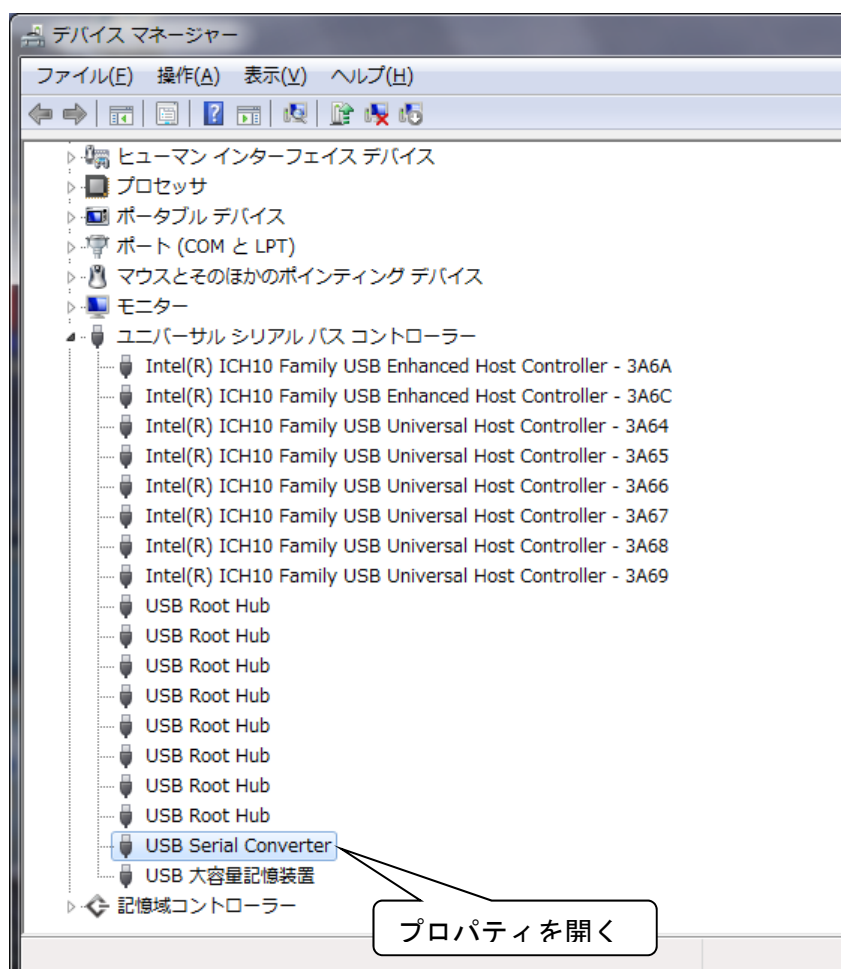 デバイス マネージャー
ファイル(F) 操作(A) 表示(V) ヘルプ(H)
ヒューマン インターフェイス デバイス
プロセッサ
ポータブル デバイス
ポート (COM と LPT)
マウスとそのほかのポインティング デバイス
モニター
ユニバーサル シリアル バス コントローラー
Intel(R) ICH10 Family USB Enhanced Host Controller - 3A6A
Intel(R) ICH10 Family USB Enhanced Host Controller - 3A6C
Intel(R) ICH10 Family USB Universal Host Controller - 3A64
Intel(R) ICH10 Family USB Universal Host Controller - 3A65
Intel(R) ICH10 Family USB Universal Host Controller - 3A66
Intel(R) ICH10 Family USB Universal Host Controller - 3A67
Intel(R) ICH10 Family USB Universal Host Controller - 3A68
Intel(R) ICH10 Family USB Universal Host Controller - 3A69
USB Root Hub
USB Root Hub
USB Root Hub
USB Root Hub
USB Root Hub
USB Root Hub
USB Root Hub
USB Root Hub
USB Serial Converter
USB 大容量記憶装置
記憶域コントローラー
プロパティを開く